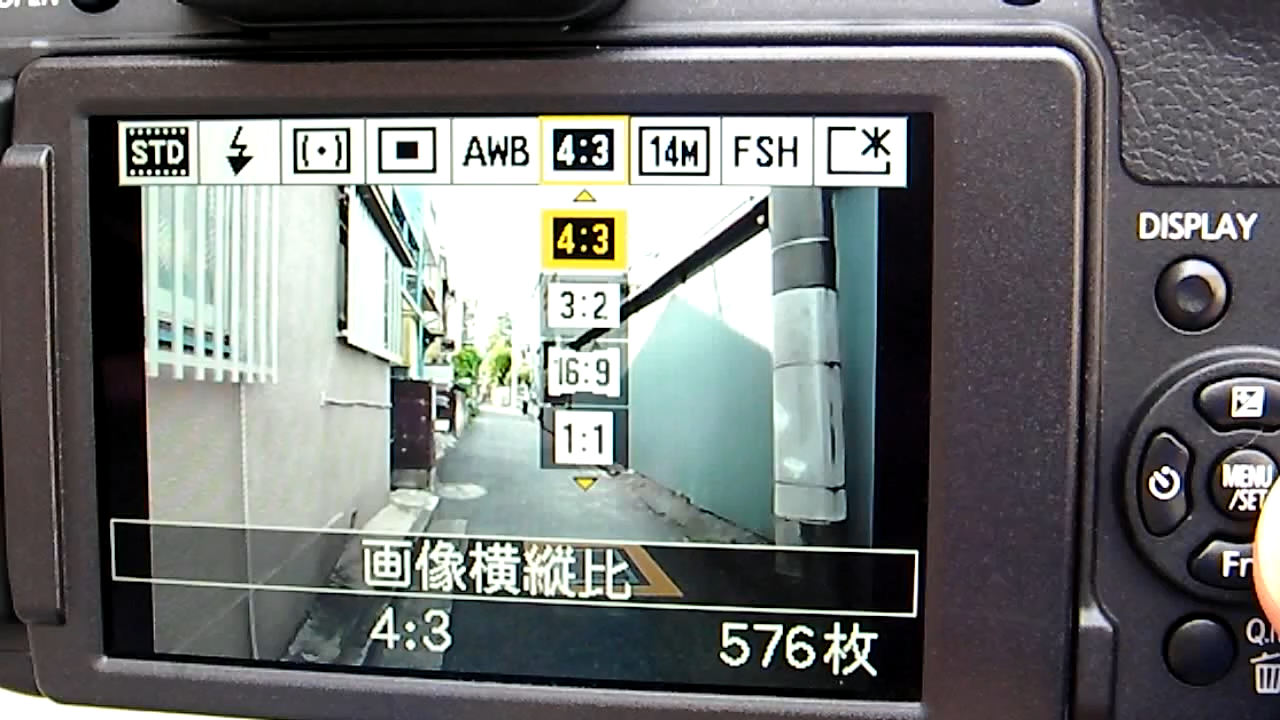 STD AWB 4:3 14M FSH
4:3
3:2
16:9
1:1
画像横縦比
4:3 576枚
DISPLAY
MENU
/SET